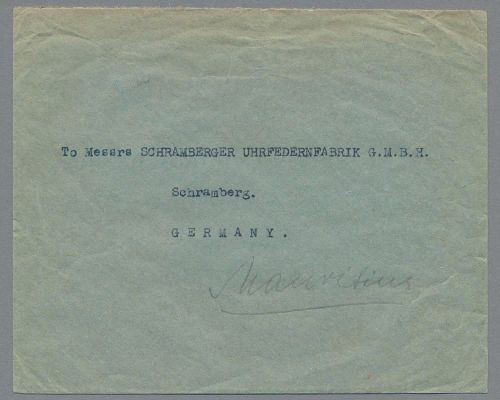 To Messrs SCHRAMBERGER UHRFEDERNFABRIK G.M.B.H.
Schramberg.
G E R M A N Y .
Mauritius